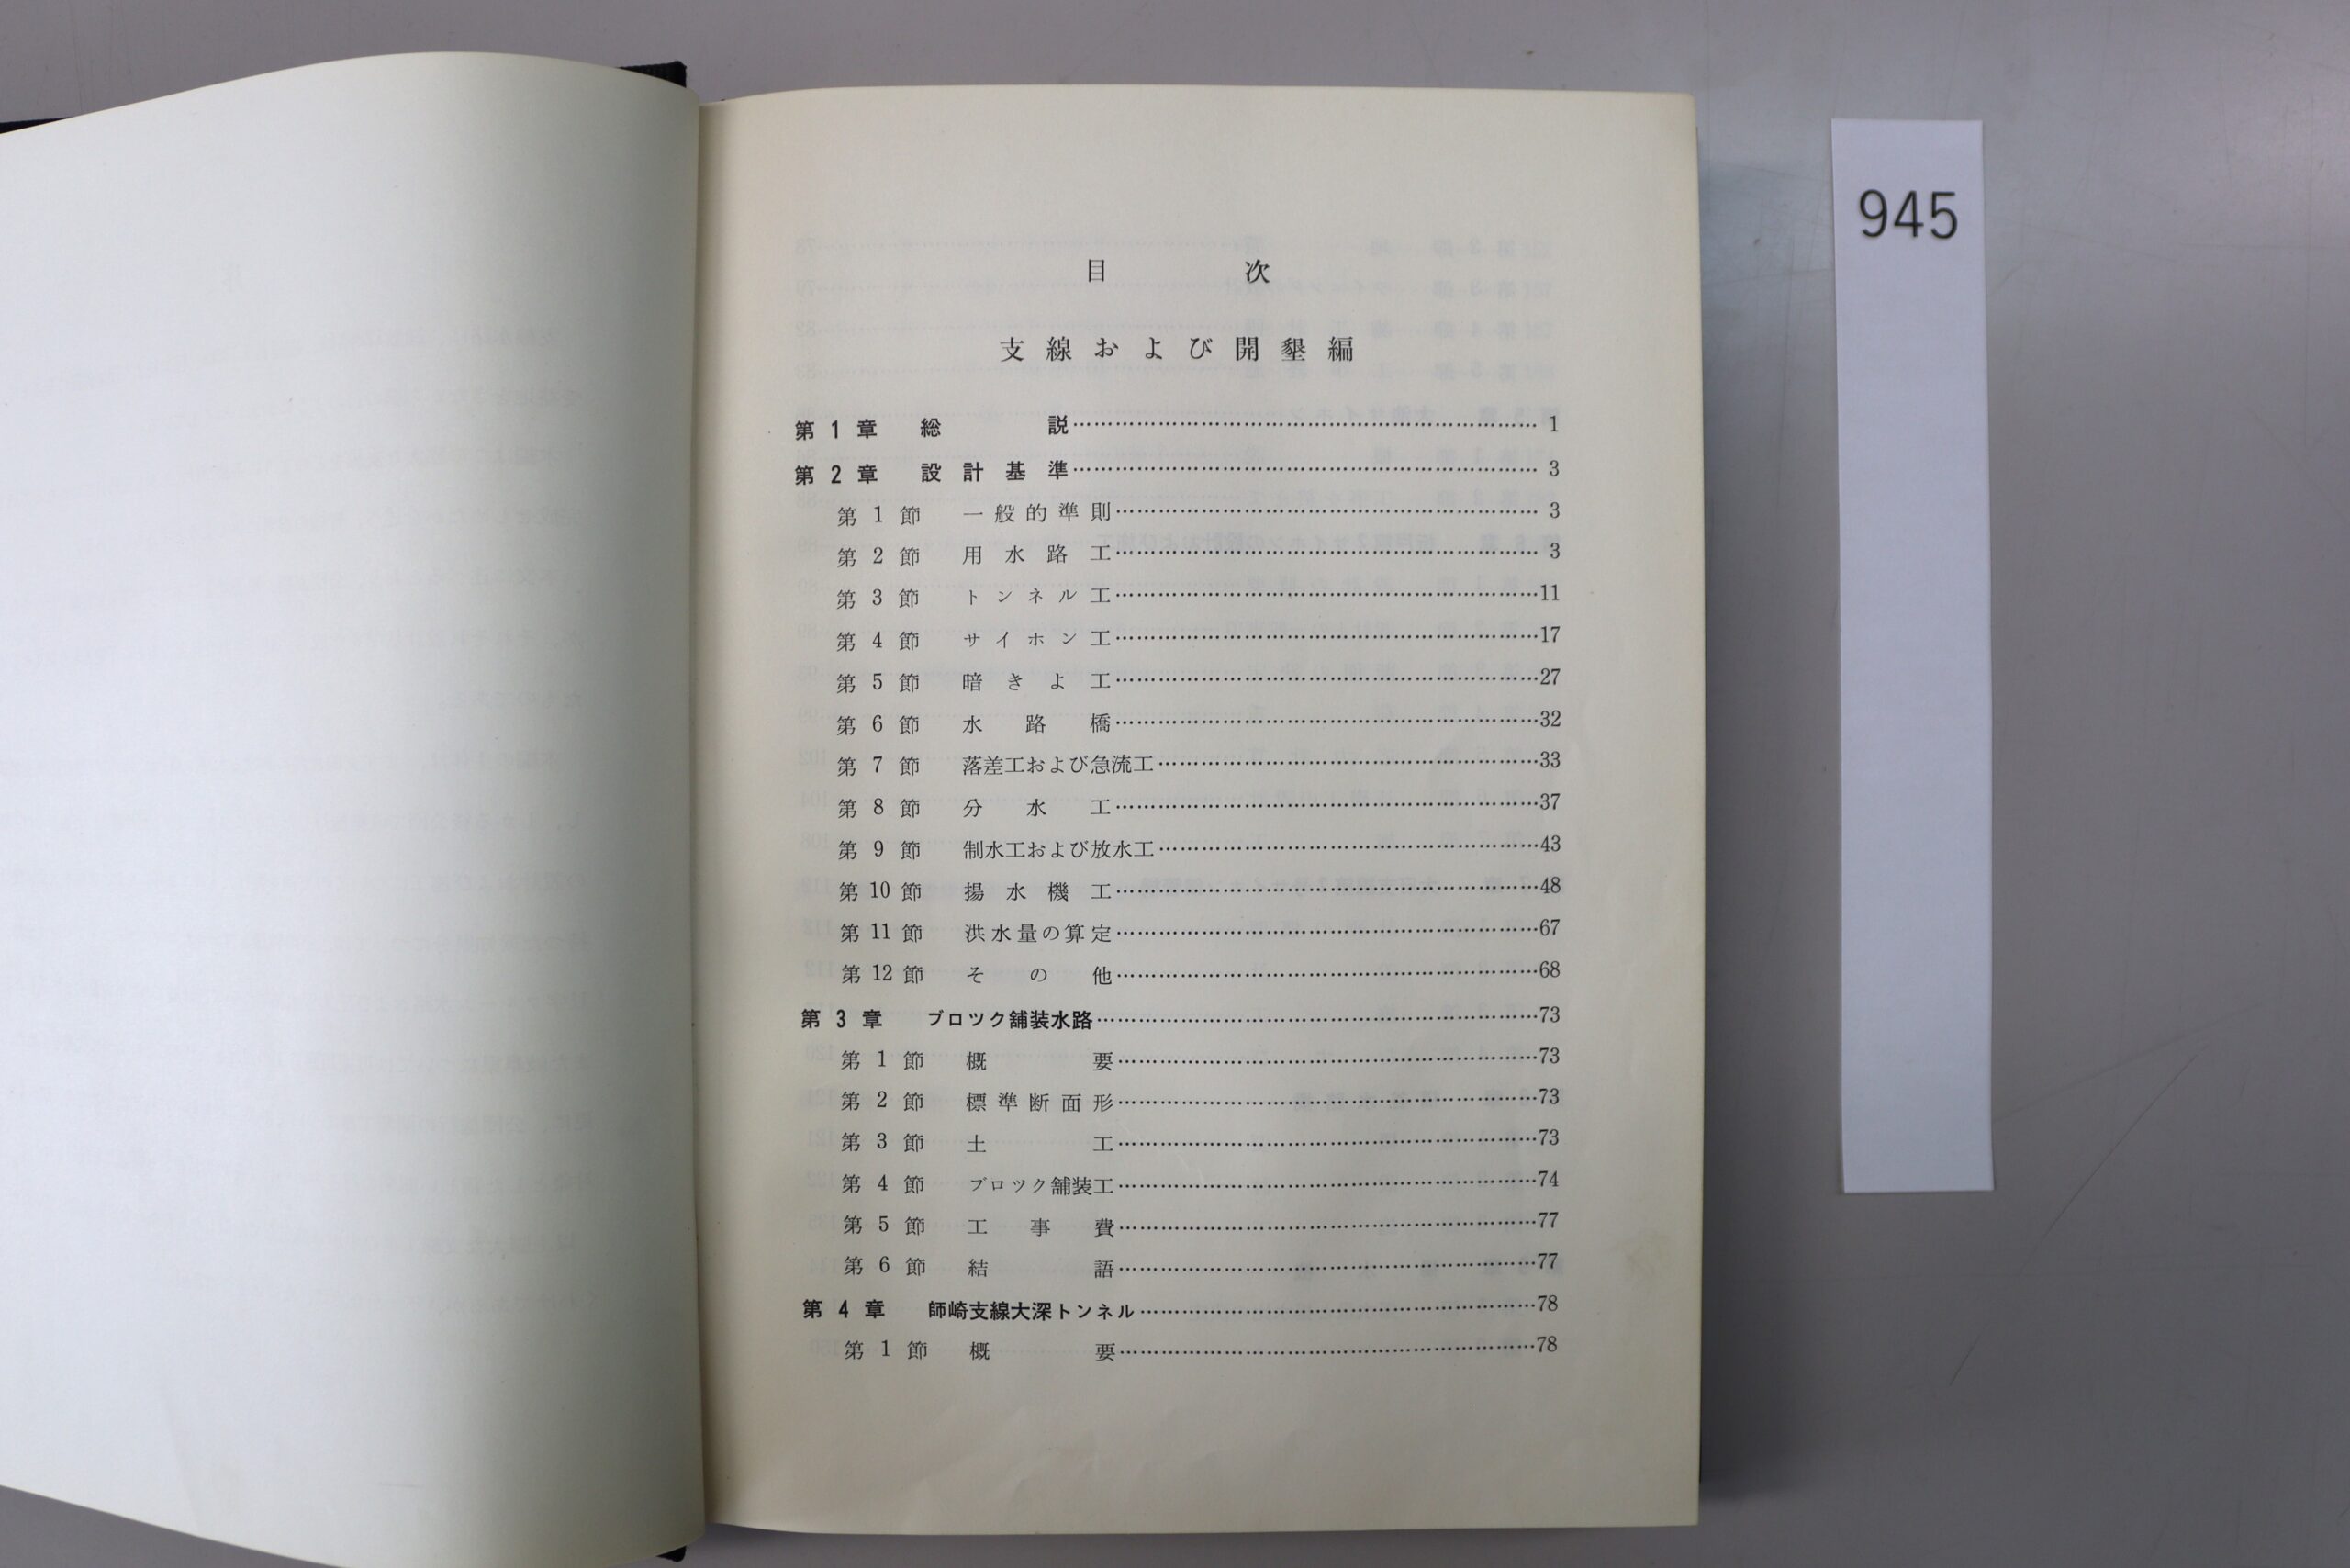 目 次
支線および開墾編
第1章 総説…………1
第2章 設計基準…………3
第1節 一般的準則…………3
第2節 用水路工…………3
第3節 トンネル工…………11
第4節 サイホン工…………17
第5節 暗きよ工…………27
第6節 水路橋…………32
第7節 落差工および急流工…………33
第8節 分水工…………37
第9節 制水工および放水工…………43
第10節 揚水機工…………48
第11節 洪水量の算定…………67
第12節 その他…………68
第3章 ブロツク舗装水路…………73
第1節 概要…………73
第2節 標準断面形…………73
第3節 土工…………73
第4節 ブロツク舗装工…………74
第5節 工事費…………77
第6節 結語…………77
第4章 師崎支線大深トンネル…………78
第1節 概要…………78
945